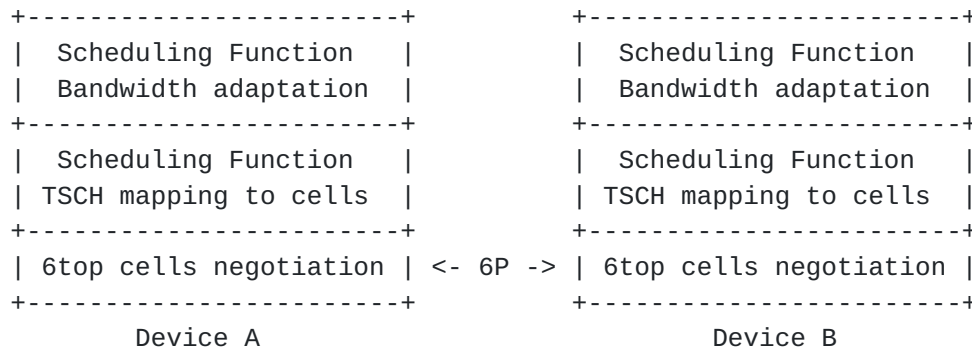 +------------------------+          +------------------------+
|  Scheduling Function   |          |  Scheduling Function   |
|  Bandwidth adaptation  |          |  Bandwidth adaptation  |
+------------------------+          +------------------------+
|  Scheduling Function   |          |  Scheduling Function   |
| TSCH mapping to cells  |          | TSCH mapping to cells  |
+------------------------+          +------------------------+
| 6top cells negotiation | <- 6P -> | 6top cells negotiation |
+------------------------+          +------------------------+
        Device A                             Device B